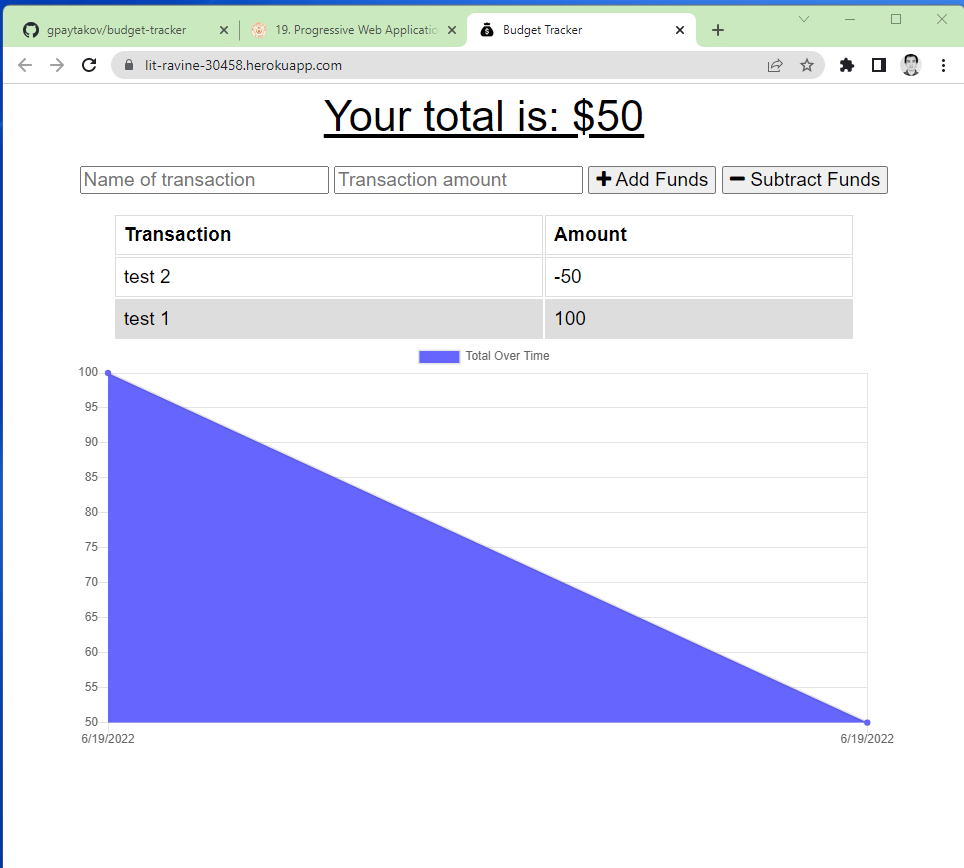 gpaytakov/budget-tracker 19. Progressive Web Applicatio Budget Tracker
lit-ravine-30458.herokuapp.com
Your total is: $50
Name of transaction Transaction amount Add Funds Subtract Funds
Transaction Amount
test 2 -50
test 1 100
Total Over Time
100
95
90
85
80
75
70
65
60
55
50
6/19/2022 6/19/2022